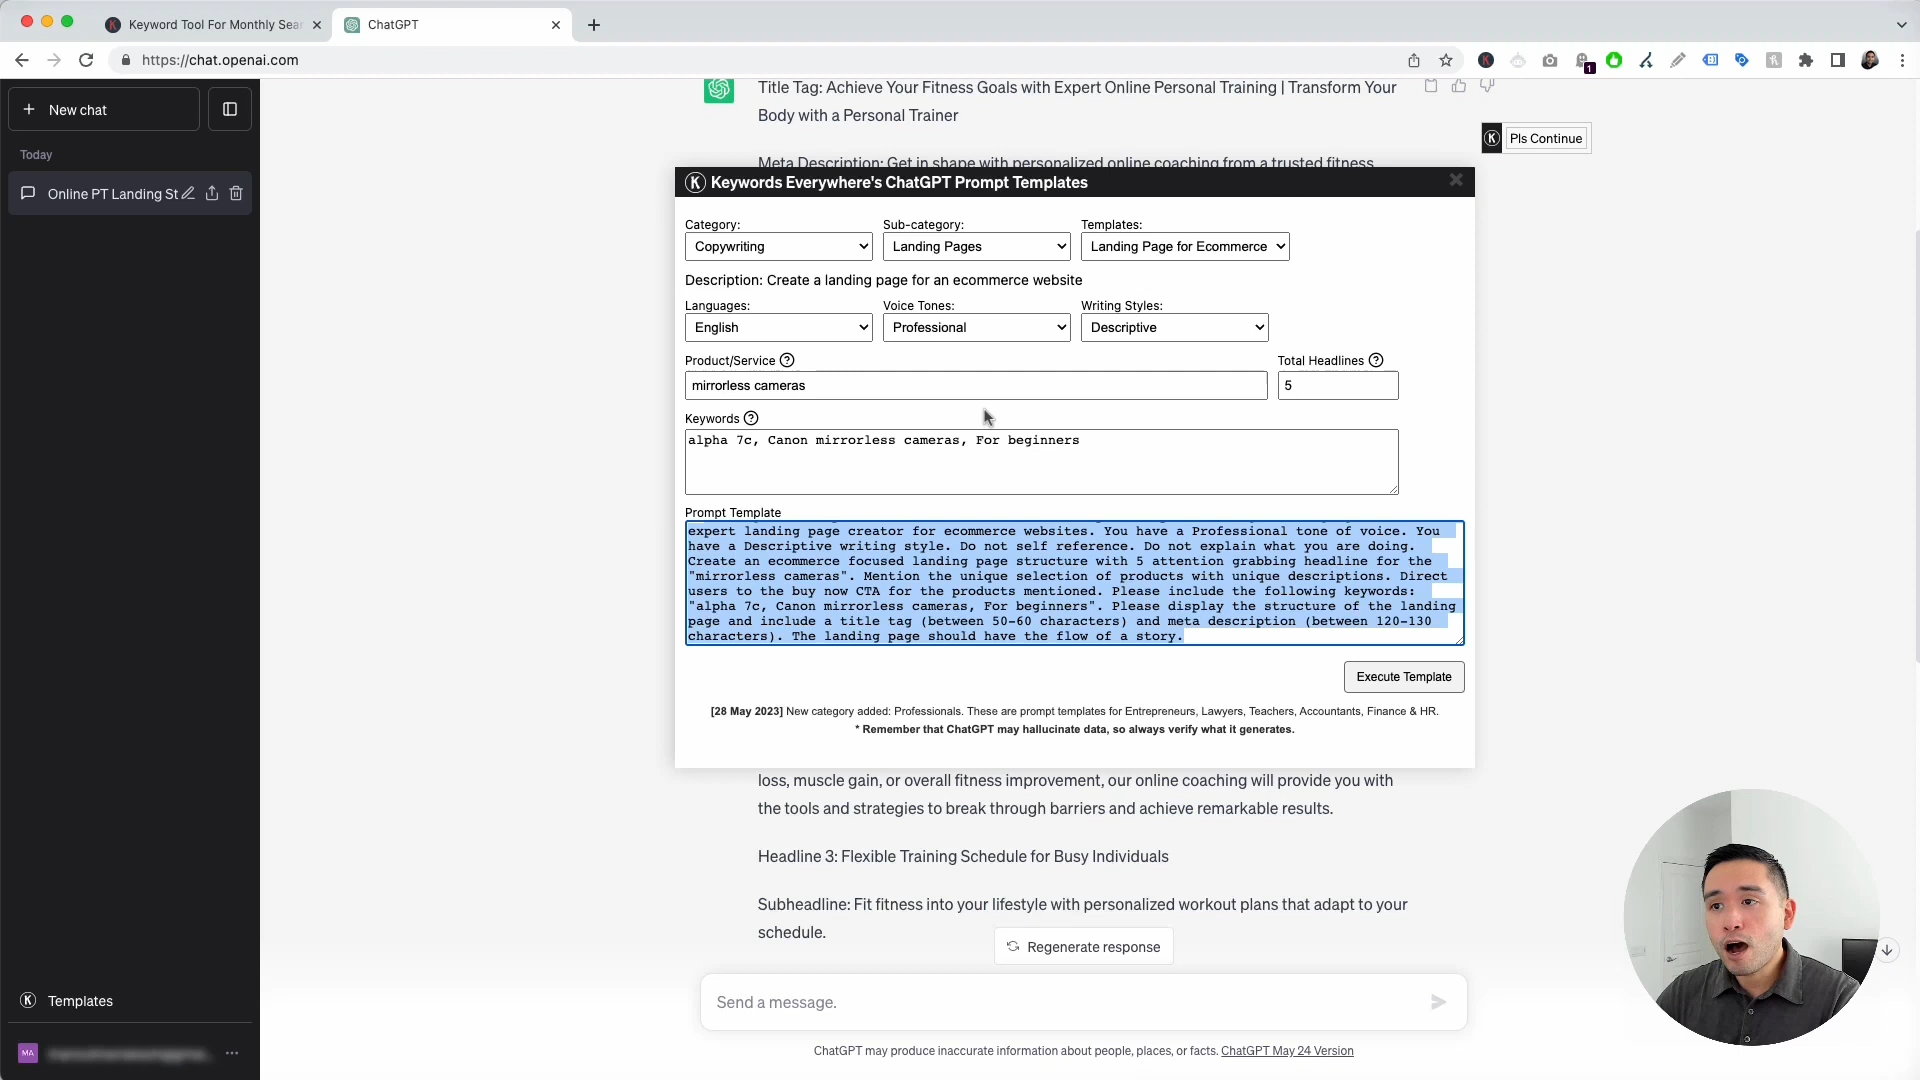 Keyword Tool For Monthly Sear
ChatGPT
https://chat.openai.com
1
New chat
Today
Online PT Landing St
Title Tag: Achieve Your Fitness Goals with Expert Online Personal Training | Transform Your
Body with a Personal Trainer
Pls Continue
Meta Description: Get in shape with personalized online coaching from a trusted fitness
Keywords Everywhere's ChatGPT Prompt Templates
Category: Sub-category: Templates:
Copywriting Landing Pages Landing Page for Ecommerce
Description: Create a landing page for an ecommerce website
Languages: Voice Tones: Writing Styles:
English Professional Descriptive
Product/Service Total Headlines
mirrorless cameras 5
Keywords
alpha 7c, Canon mirrorless cameras, For beginners
Prompt Template
expert landing page creator for ecommerce websites. You have a Professional tone of voice. You
have a Descriptive writing style. Do not self reference. Do not explain what you are doing.
Create an ecommerce focused landing page structure with 5 attention grabbing headline for the
"mirrorless cameras". Mention the unique selection of products with unique descriptions. Direct
users to the buy now CTA for the products mentioned. Please include the following keywords:
"alpha 7c, Canon mirrorless cameras, For beginners". Please display the structure of the landing
page and include a title tag (between 50-60 characters) and meta description (between 120-130
characters). The landing page should have the flow of a story.
Execute Template
[28 May 2023] New category added: Professionals. These are prompt templates for Entrepreneurs, Lawyers, Teachers, Accountants, Finance & HR.
* Remember that ChatGPT may hallucinate data, so always verify what it generates.
loss, muscle gain, or overall fitness improvement, our online coaching will provide you with
the tools and strategies to break through barriers and achieve remarkable results.
Headline 3: Flexible Training Schedule for Busy Individuals
Subheadline: Fit fitness into your lifestyle with personalized workout plans that adapt to your
schedule.
Regenerate response
Templates
Send a message.
MA
ChatGPT may produce inaccurate information about people, places, or facts. ChatGPT May 24 Version